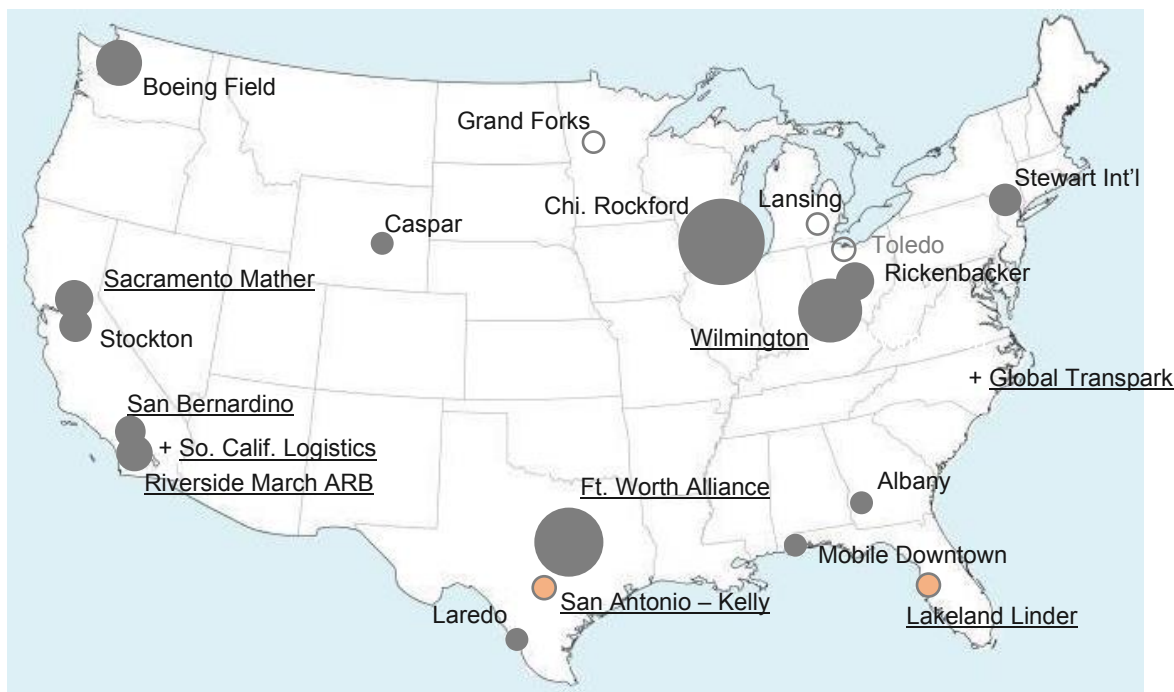 Boeing Field
Grand Forks
Stewart Int'l
Lansing
Chi. Rockford
Caspar
Toledo
Rickenbacker
Sacramento Mather
Stockton
Wilmington
+ Global Transpark
San Bernardino
+ So. Calif. Logistics
Riverside March ARB
Ft. Worth Alliance
Albany
Mobile Downtown
San Antonio – Kelly
Laredo
Lakeland Linder